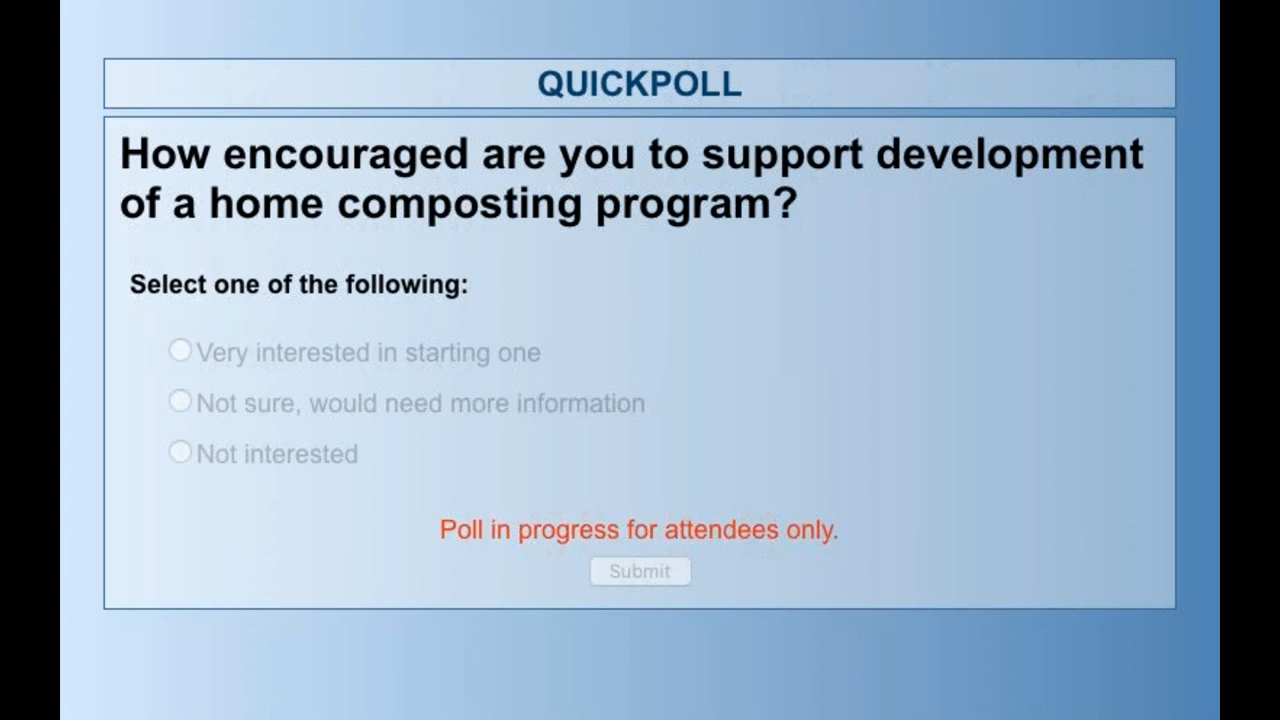 QUICKPOLL
How encouraged are you to support development
of a home composting program?
Select one of the following:
Very interested in starting one
Not sure, would need more information
Not interested
Poll in progress for attendees only.
Submit